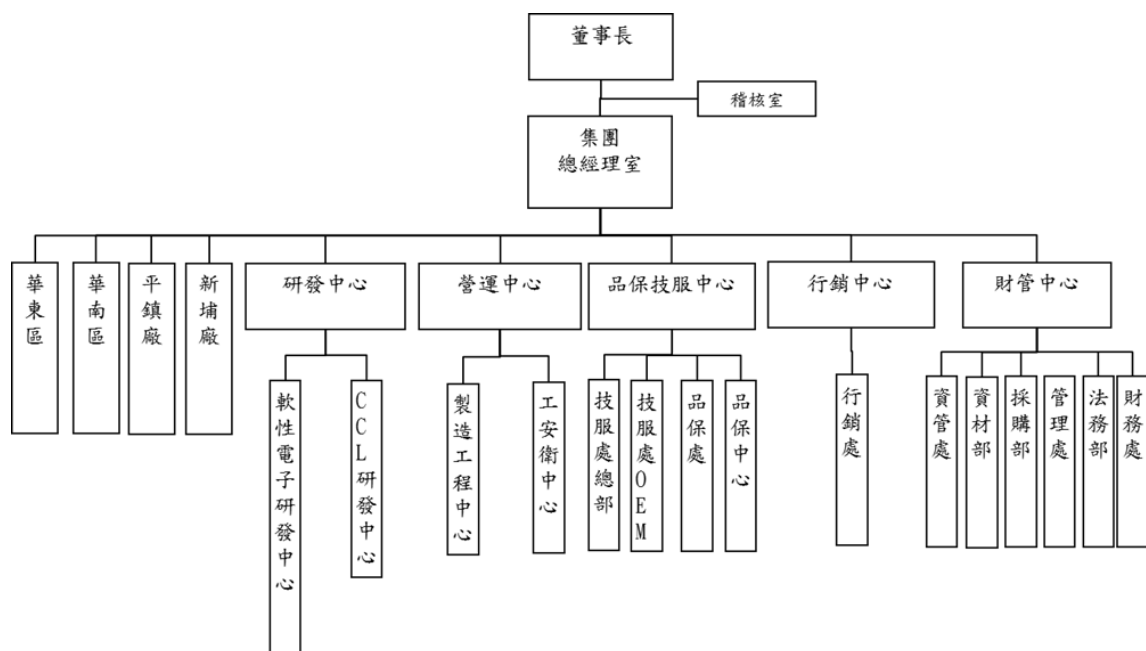 董事長
稽核室
集團
總經理室
華東區
華南區
平鎮廠
新埔廠
研發中心
營運中心
品保技服中心
行銷中心
財管中心
軟性電子研發中心
CCL研發中心
製造工程中心
工安衛中心
技服處總部
技服處OEM
品保處
品保中心
行銷處
資管處
資材部
採購部
管理處
法務部
財務處